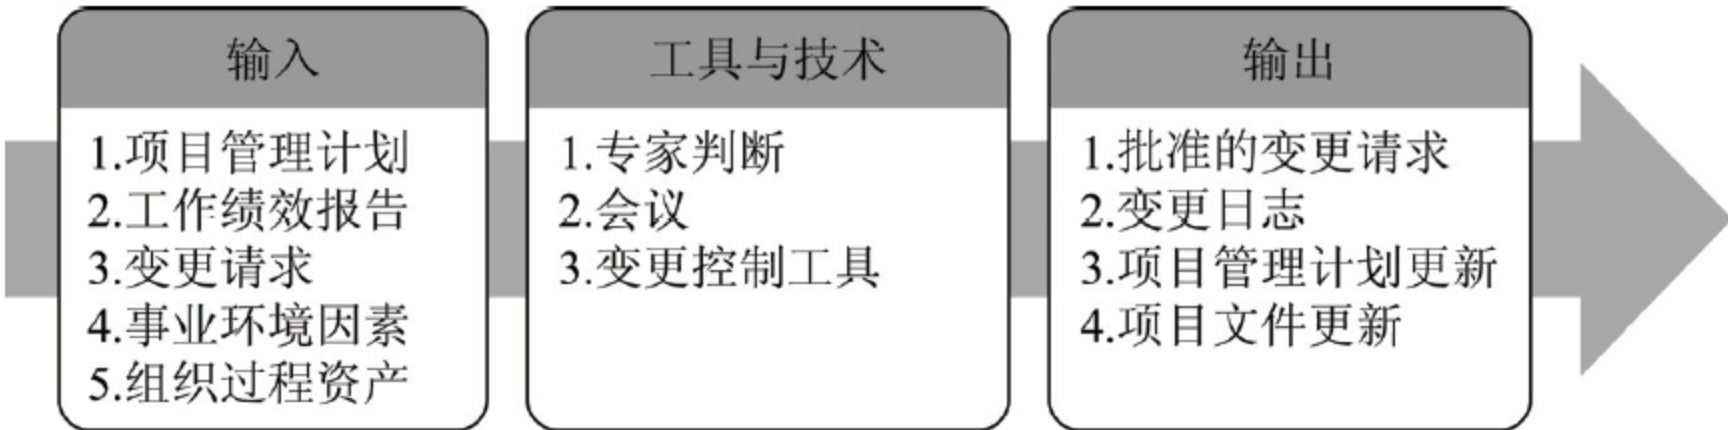 输入
1.项目管理计划
2.工作绩效报告
3.变更请求
4.事业环境因素
5.组织过程资产
工具与技术
1.专家判断
2.会议
3.变更控制工具
输出
1.批准的变更请求
2.变更日志
3.项目管理计划更新
4.项目文件更新